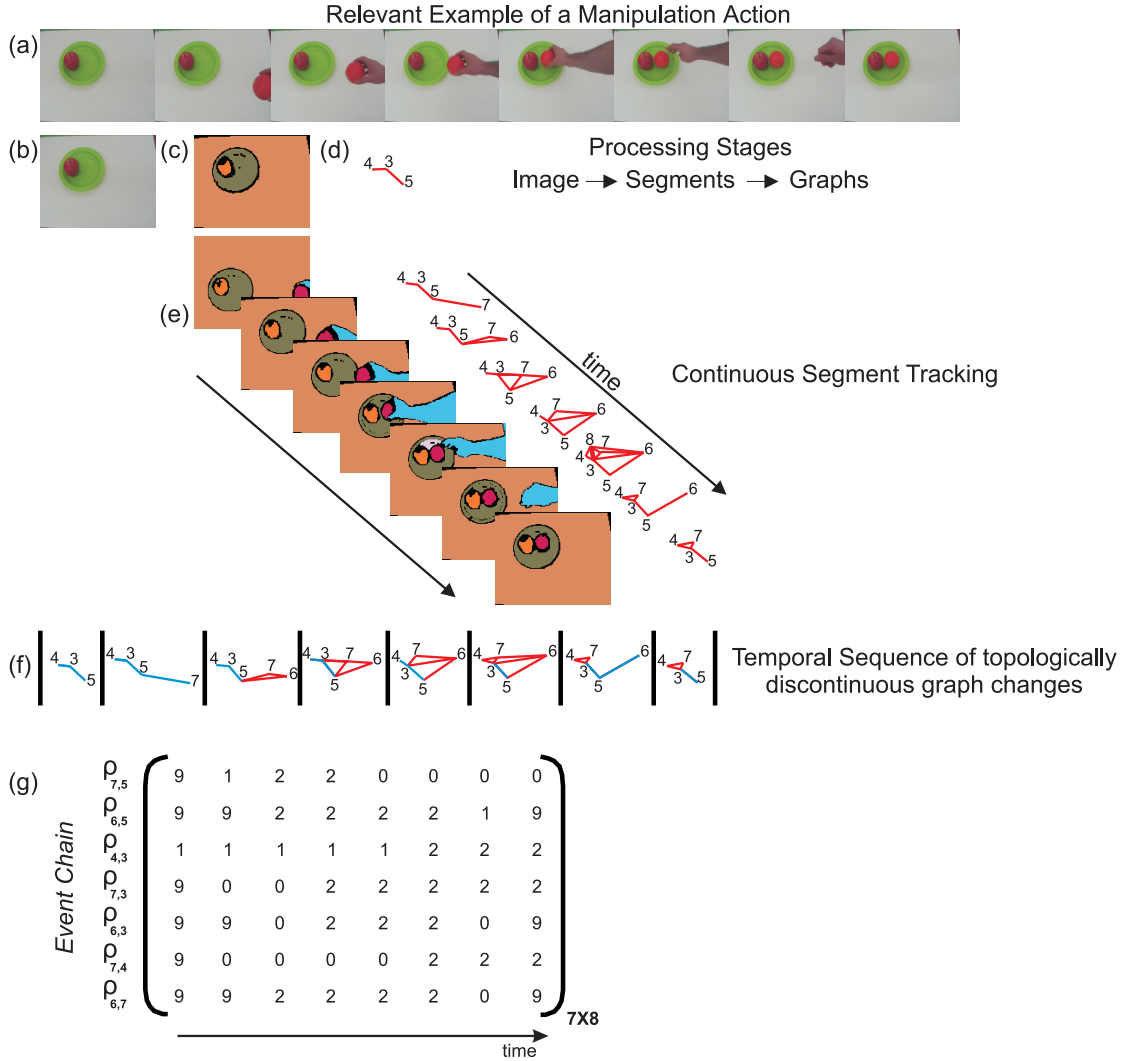 Relevant Example of a Manipulation Action
(a)
(b) (c) (d)
Processing Stages
Image Segments Graphs
4 3 5
(e)
4 3 5 7
4 3 5 7 6
4 3 7 6 5
time
Continuous Segment Tracking
4 7 6 3 5
8 7 6 4 3 5
4 7 6 3 5
4 7 3 5
(f)
4 3 5
4 3 5 7
4 3 5 7 6
4 3 7 6 5
4 7 6 3 5
4 7 6 3 5
4 7 6 3 5
4 7 3 5
Temporal Sequence of topologically
discontinuous graph changes
(g)
Event Chain
ρ7,5 9 1 2 2 0 0 0 0
ρ6,5 9 9 2 2 2 2 1 9
ρ4,3 1 1 1 1 1 2 2 2
ρ7,3 9 0 0 2 2 2 2 2
ρ6,3 9 9 0 2 2 2 0 9
ρ7,4 9 0 0 0 0 2 2 2
ρ6,7 9 9 2 2 2 2 0 9
7X8
time